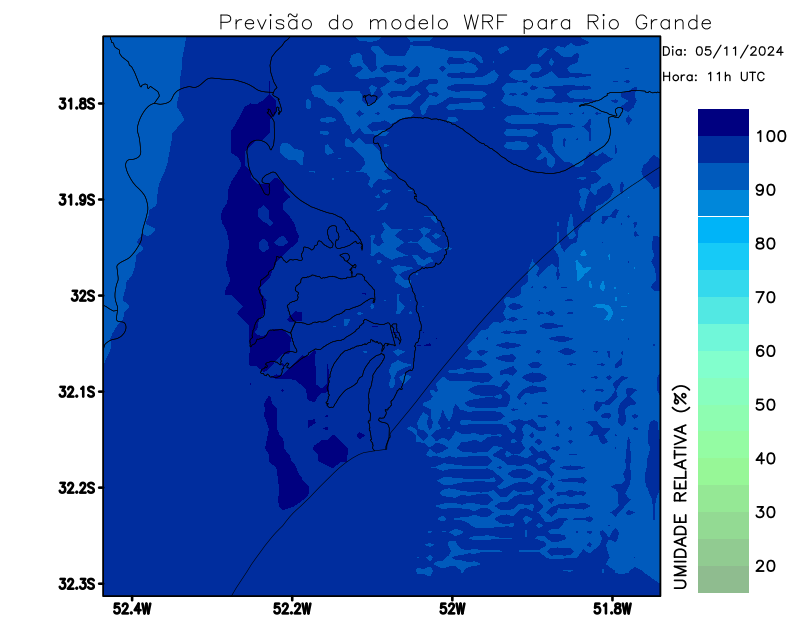 Previsão do modelo WRF para Rio Grande
Dia: 05/11/2024
Hora: 11h UTC
31.8S
31.9S
32S
32.1S
32.2S
32.3S
52.4W
52.2W
52W
51.8W
100
90
80
70
60
50
40
30
20
UMIDADE RELATIVA (%)